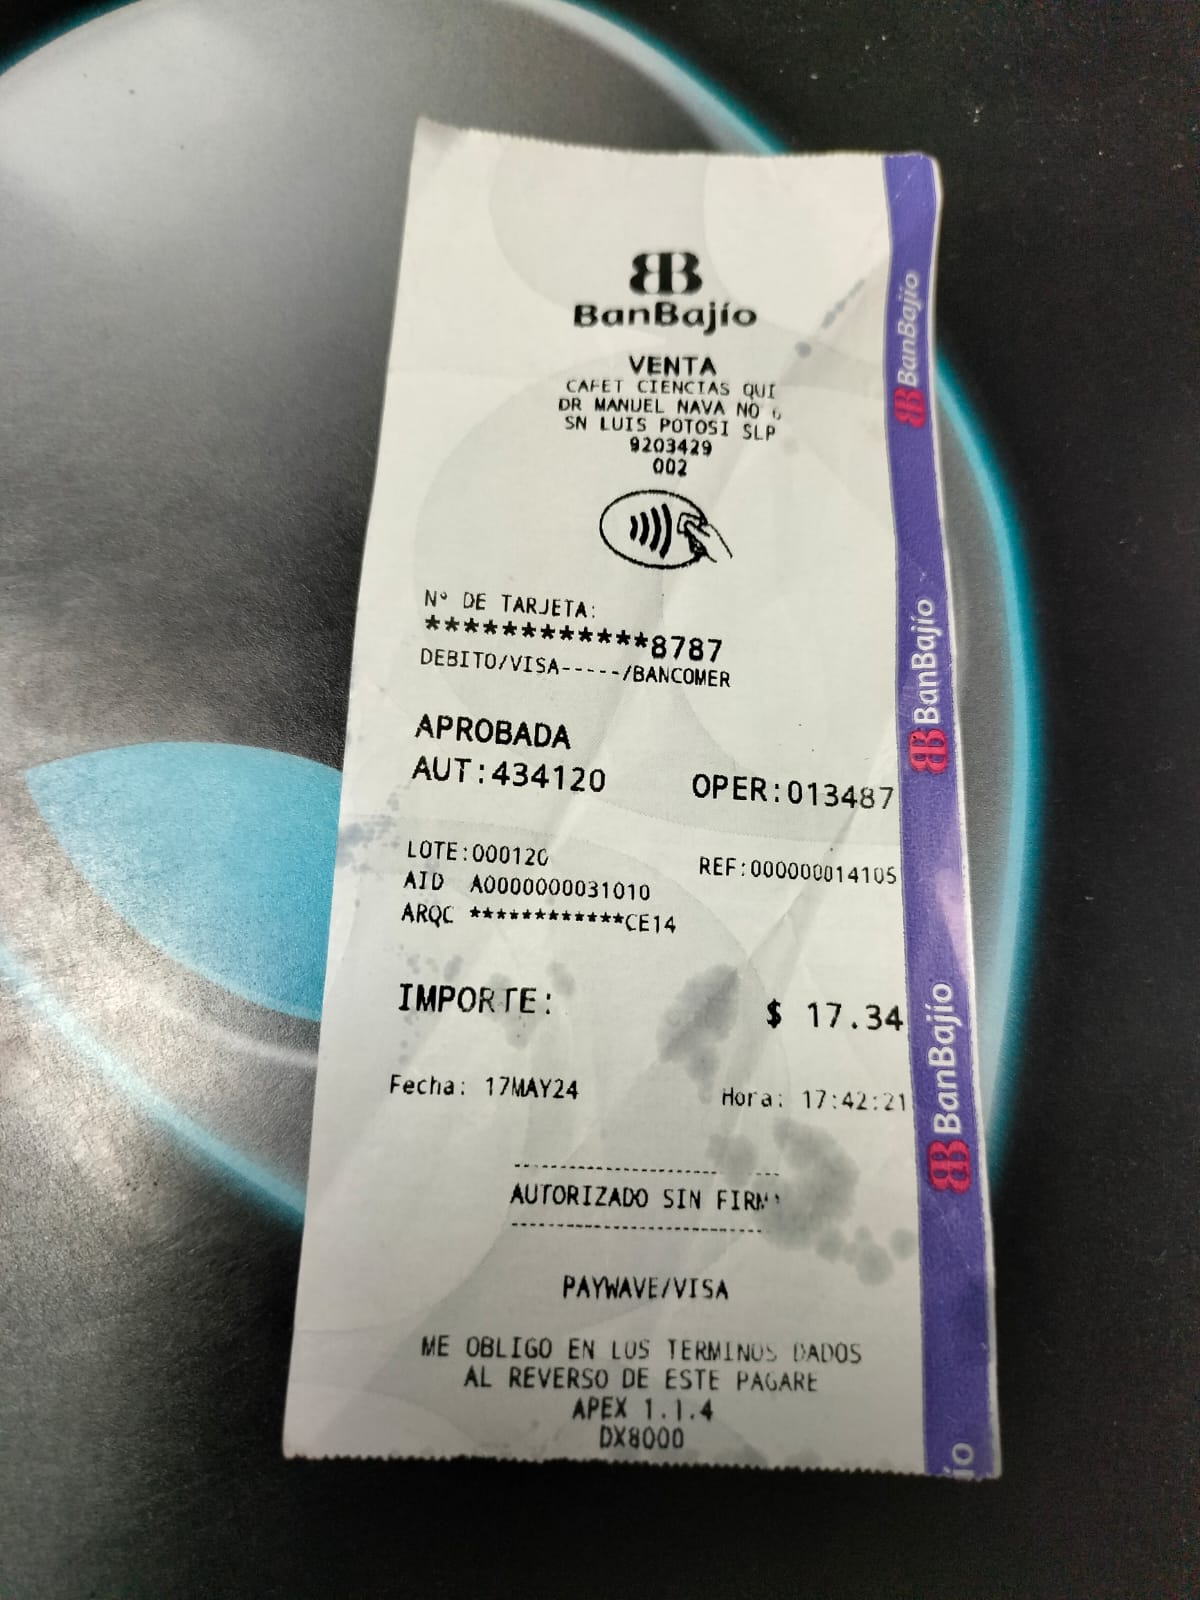 BanBajío
VENTA
CAFET CIENCIAS QUI
DR MANUEL NAVA NO
SN LUIS POTOSI SLP
9203429
002
Nº DE TARJETA:
************8787
DEBITO/VISA-----/BANCOMER
APROBADA
AUT:434120 OPER:013487
LOTE:000120 REF:000000014105
AID A0000000031010
ARQC ************CE14
IMPORTE: $ 17.34
Fecha: 17MAY24 Hora: 17:42:21
AUTORIZADO SIN
PAYWAVE/VISA
ME OBLIGO EN LOS TERMINOS DADOS
AL REVERSO DE ESTE PAGARE
APEX 1.1.4
DX8000
BanBajío
BanBajío
BanBajío
ío